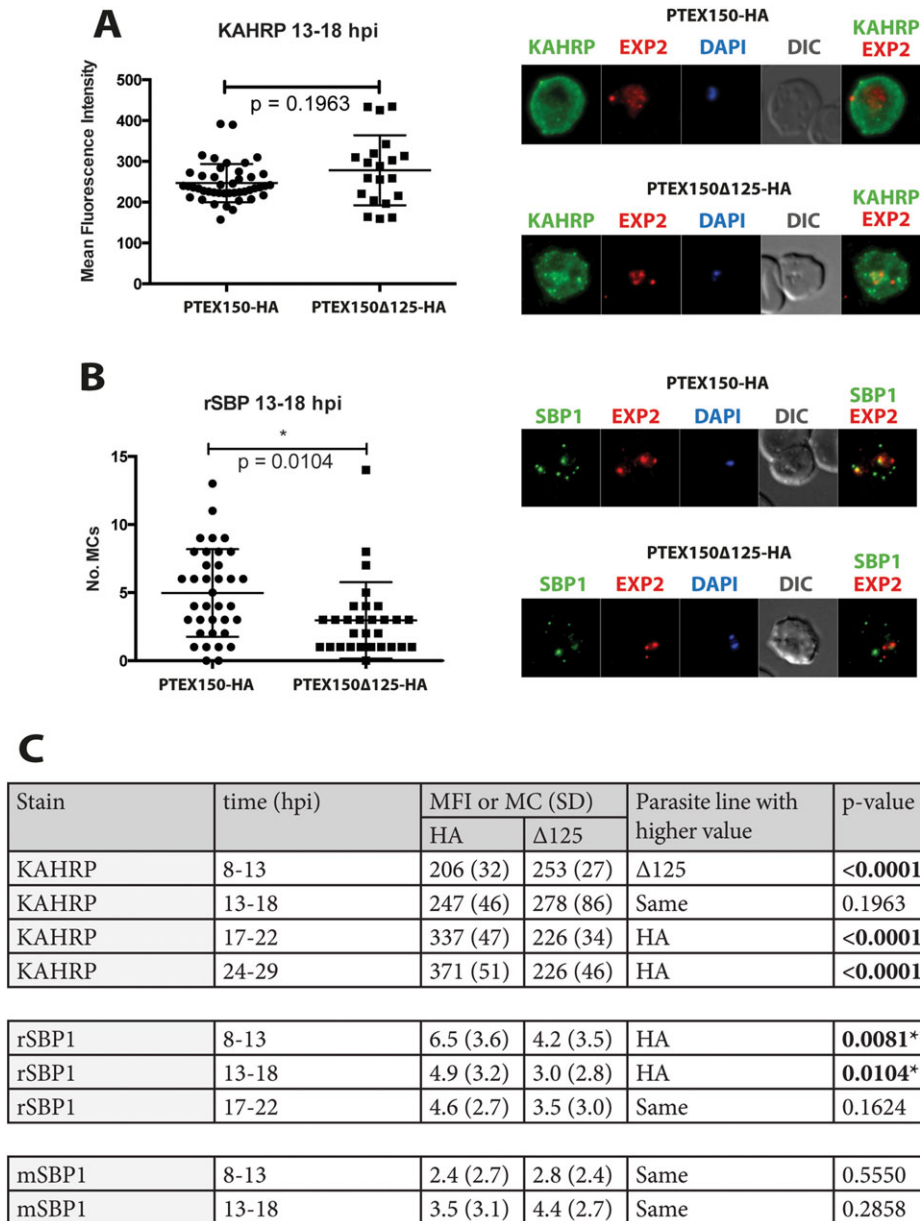 A
KAHRP 13-18 hpi
Mean Fluorescence Intensity
500
400
300
200
100
0
p = 0.1963
PTEX150-HA
PTEX150Δ125-HA
PTEX150-HA
KAHRP EXP2 DAPI DIC KAHRP EXP2
PTEX150Δ125-HA
KAHRP EXP2 DAPI DIC KAHRP EXP2
B
rSBP 13-18 hpi
No. MCs
15
10
5
0
*
p = 0.0104
PTEX150-HA
PTEX150Δ125-HA
PTEX150-HA
SBP1 EXP2 DAPI DIC SBP1 EXP2
PTEX150Δ125-HA
SBP1 EXP2 DAPI DIC SBP1 EXP2
C
Stain time (hpi) MFI or MC (SD) Parasite line with higher value p-value
HA Δ125
KAHRP 8-13 206 (32) 253 (27) Δ125 <0.0001
KAHRP 13-18 247 (46) 278 (86) Same 0.1963
KAHRP 17-22 337 (47) 226 (34) HA <0.0001
KAHRP 24-29 371 (51) 226 (46) HA <0.0001
rSBP1 8-13 6.5 (3.6) 4.2 (3.5) HA 0.0081*
rSBP1 13-18 4.9 (3.2) 3.0 (2.8) HA 0.0104*
rSBP1 17-22 4.6 (2.7) 3.5 (3.0) Same 0.1624
mSBP1 8-13 2.4 (2.7) 2.8 (2.4) Same 0.5550
mSBP1 13-18 3.5 (3.1) 4.4 (2.7) Same 0.2858